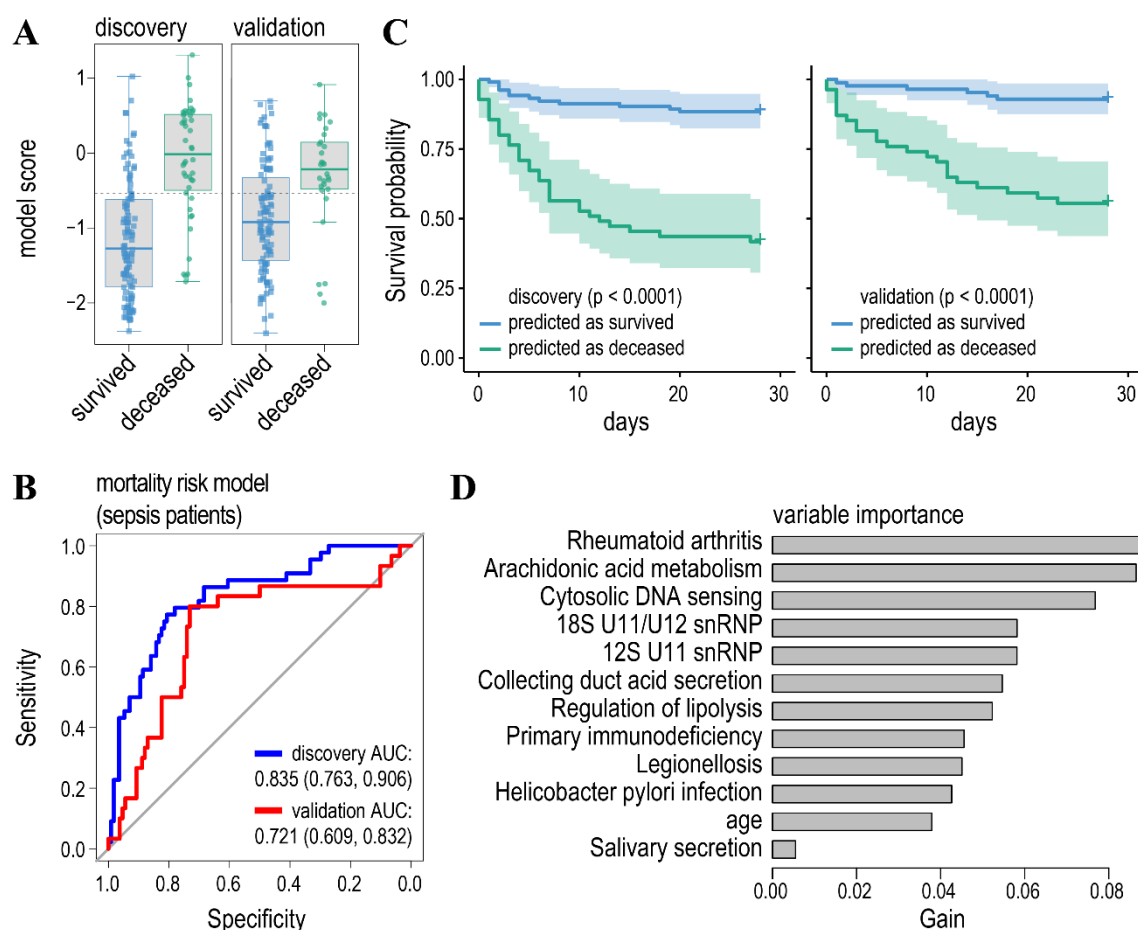 A
discovery
validation
model score
1
0
−1
−2
survived
deceased
survived
deceased
C
Survival probability
1.00
0.75
0.50
0.25
0.00
discovery (p < 0.0001)
predicted as survived
predicted as deceased
0
10
20
30
days
validation (p < 0.0001)
predicted as survived
predicted as deceased
0
10
20
30
days
B
mortality risk model
(sepsis patients)
Sensitivity
1.0
0.8
0.6
0.4
0.2
0.0
discovery AUC:
0.835 (0.763, 0.906)
validation AUC:
0.721 (0.609, 0.832)
1.0
0.8
0.6
0.4
0.2
0.0
Specificity
D
variable importance
Rheumatoid arthritis
Arachidonic acid metabolism
Cytosolic DNA sensing
18S U11/U12 snRNP
12S U11 snRNP
Collecting duct acid secretion
Regulation of lipolysis
Primary immunodeficiency
Legionellosis
Helicobacter pylori infection
age
Salivary secretion
0.00
0.02
0.04
0.06
0.08
Gain